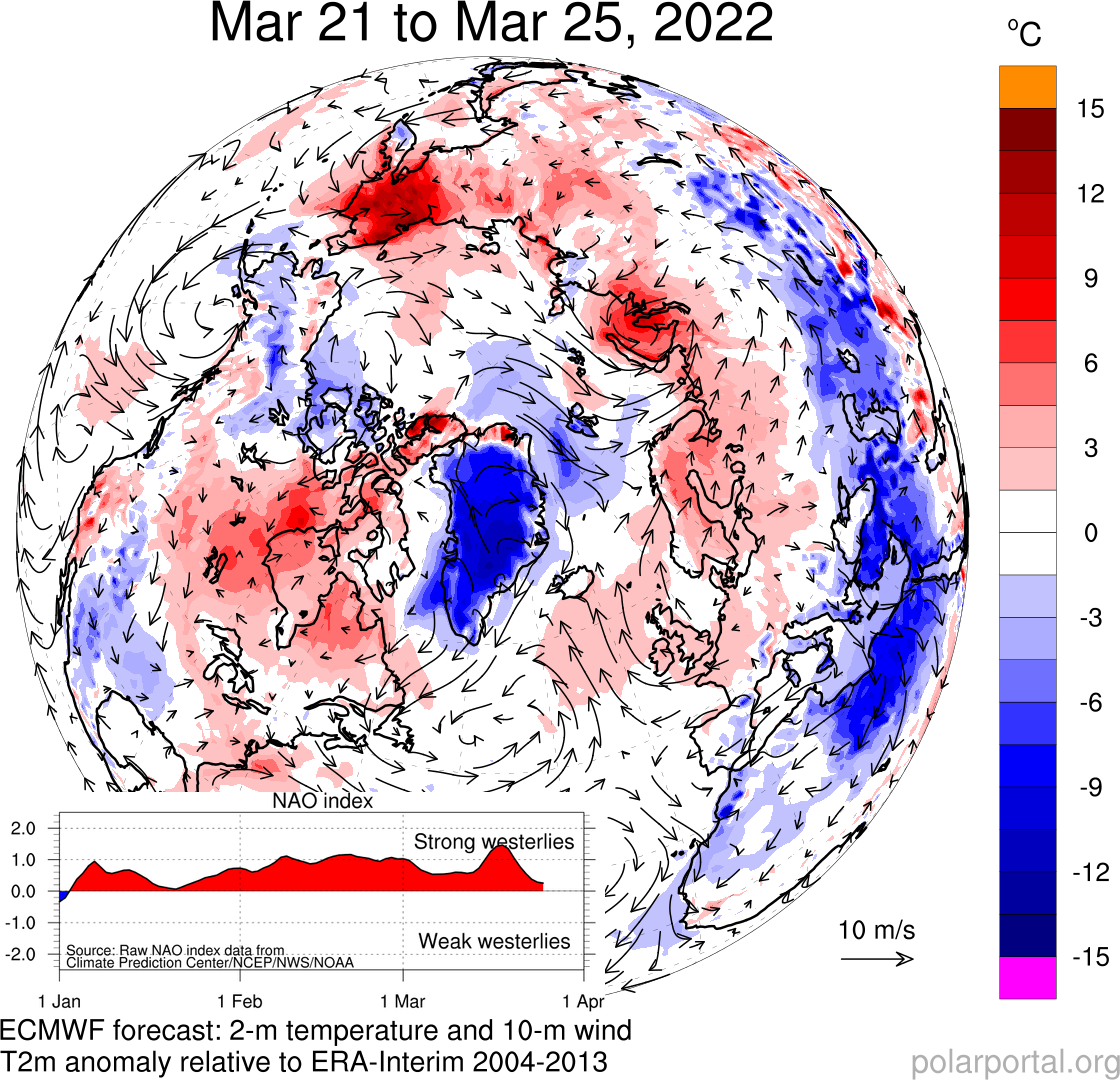 Mar 21 to Mar 25, 2022
oC
15
12
9
6
3
0
-3
-6
-9
-12
-15
10 m/s
NAO index
2.0
1.0
0.0
-1.0
-2.0
Strong westerlies
Weak westerlies
Source: Raw NAO index data from
Climate Prediction Center/NCEP/NWS/NOAA
1 Jan
1 Feb
1 Mar
1 Apr
ECMWF forecast: 2-m temperature and 10-m wind
T2m anomaly relative to ERA-Interim 2004-2013
polarportal.org